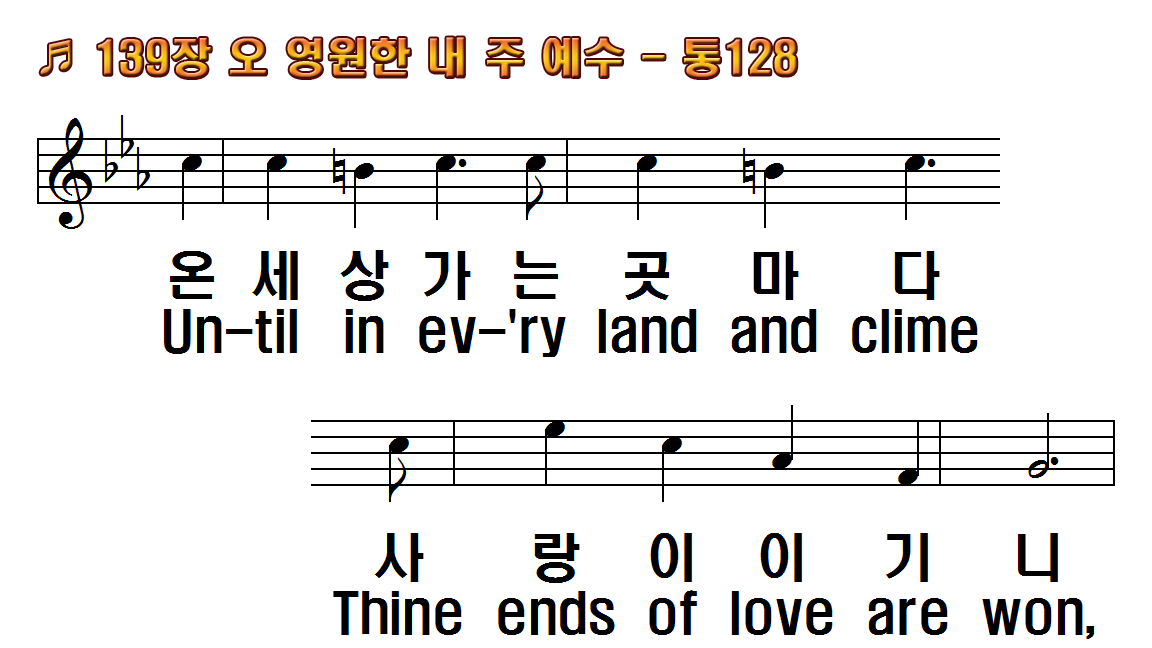 139장 오 영원한 내 주 예수 - 통128
온 세 상 가 는 곳 마 다
Un-til in ev-'ry land and clime
사 랑 이 이 기 니
Thine ends of love are won,